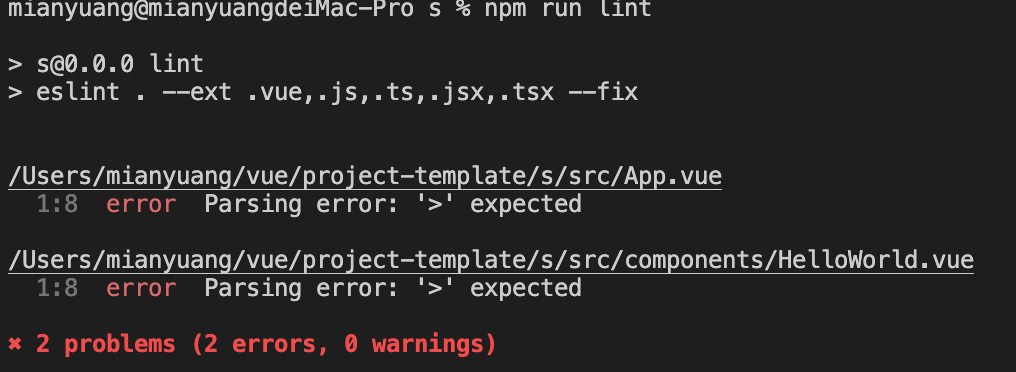 mianyuang@mianyuangdeiMac-Pro s % npm run lint
> s@0.0.0 lint
> eslint . --ext .vue,.js,.ts,.jsx,.tsx --fix
/Users/mianyuang/vue/project-template/s/src/App.vue
1:8 error Parsing error: '>' expected
/Users/mianyuang/vue/project-template/s/src/components/HelloWorld.vue
1:8 error Parsing error: '>' expected
✖ 2 problems (2 errors, 0 warnings)